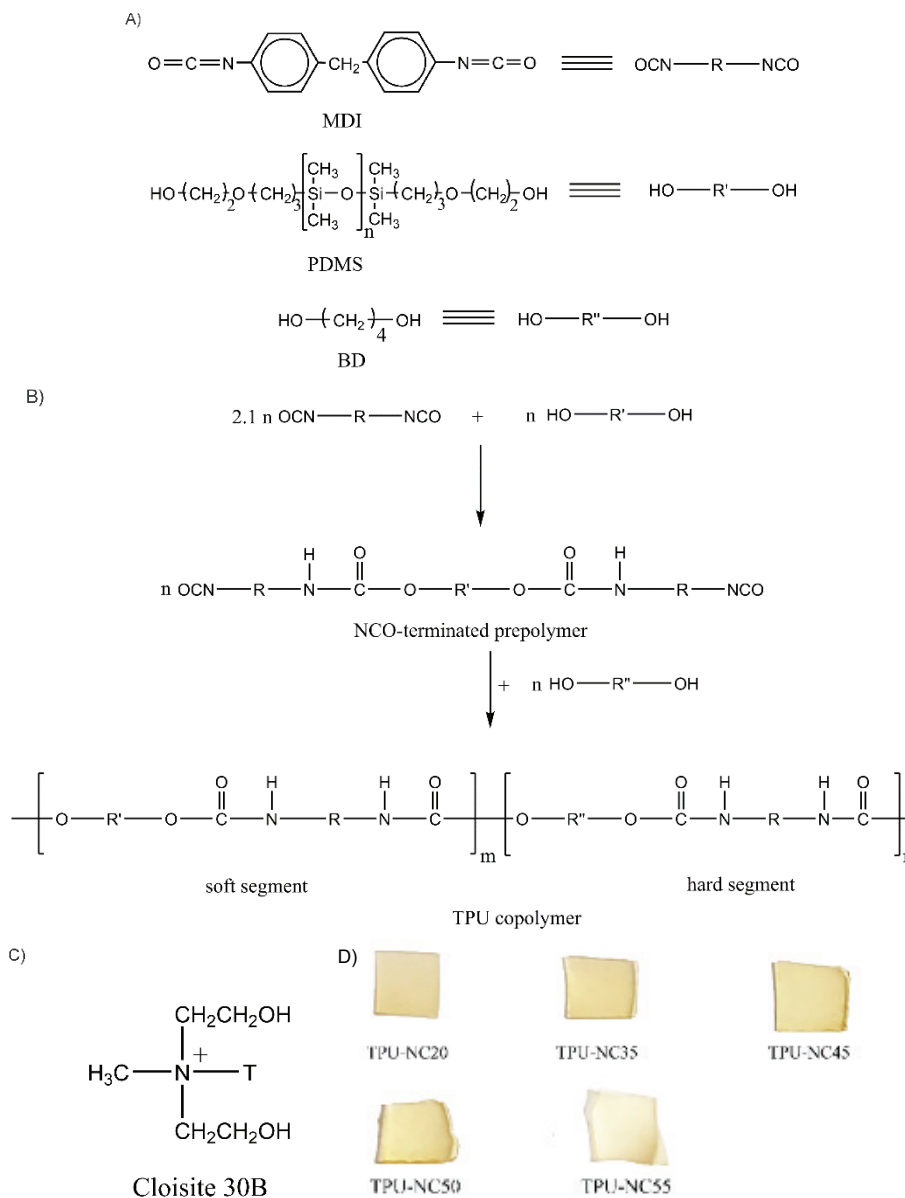 A)
O=C=N CH2 N=C=O OCN R NCO
MDI
CH3 CH3
HO(CH2)2O(CH2)3Si O Si(CH2)3O(CH2)2OH HO R' OH
CH3 CH3 n
PDMS
HO(CH2)4OH HO R'' OH
BD
B)
2.1 n OCN R NCO + n HO R' OH
H O O H
n OCN R N C O R' O C N R NCO
NCO-terminated prepolymer
+ n HO R'' OH
O H H O O H H O
O R' O C N R N C m O R'' O C N R N C
soft segment hard segment
TPU copolymer
C)
CH2CH2OH
H3C N+ T
CH2CH2OH
Cloisite 30B
D)
TPU-NC20 TPU-NC35 TPU-NC45
TPU-NC50 TPU-NC55